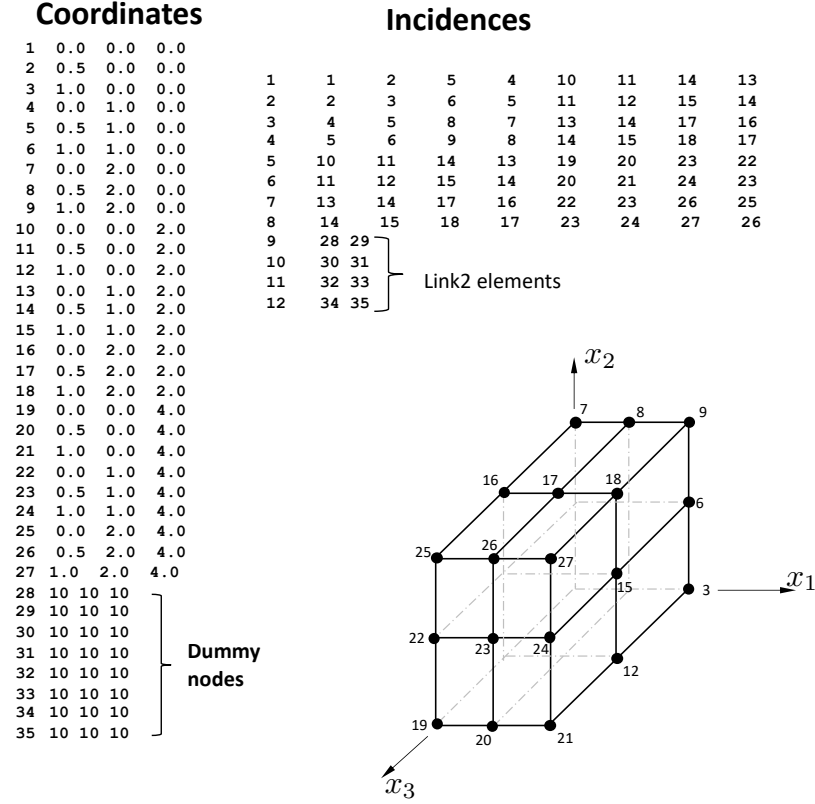 Coordinates
1 0.0 0.0 0.0
2 0.5 0.0 0.0
3 1.0 0.0 0.0
4 0.0 1.0 0.0
5 0.5 1.0 0.0
6 1.0 1.0 0.0
7 0.0 2.0 0.0
8 0.5 2.0 0.0
9 1.0 2.0 0.0
10 0.0 0.0 2.0
11 0.5 0.0 2.0
12 1.0 0.0 2.0
13 0.0 1.0 2.0
14 0.5 1.0 2.0
15 1.0 1.0 2.0
16 0.0 2.0 2.0
17 0.5 2.0 2.0
18 1.0 2.0 2.0
19 0.0 0.0 4.0
20 0.5 0.0 4.0
21 1.0 0.0 4.0
22 0.0 1.0 4.0
23 0.5 1.0 4.0
24 1.0 1.0 4.0
25 0.0 2.0 4.0
26 0.5 2.0 4.0
27 1.0 2.0 4.0
28 10 10 10
29 10 10 10
30 10 10 10
31 10 10 10
32 10 10 10
33 10 10 10
34 10 10 10
35 10 10 10
Dummy
nodes
Incidences
1 1 2 5 4 10 11 14 13
2 2 3 6 5 11 12 15 14
3 4 5 8 7 13 14 17 16
4 5 6 9 8 14 15 18 17
5 10 11 14 13 19 20 23 22
6 11 12 15 14 20 21 24 23
7 13 14 17 16 22 23 26 25
8 14 15 18 17 23 24 27 26
9 28 29
10 30 31
11 32 33
12 34 35
Link2 elements
x2
7 8 9
16 17 18
6
25 26 27
15 3 x1
22 23 24
12
19 20 21
x3